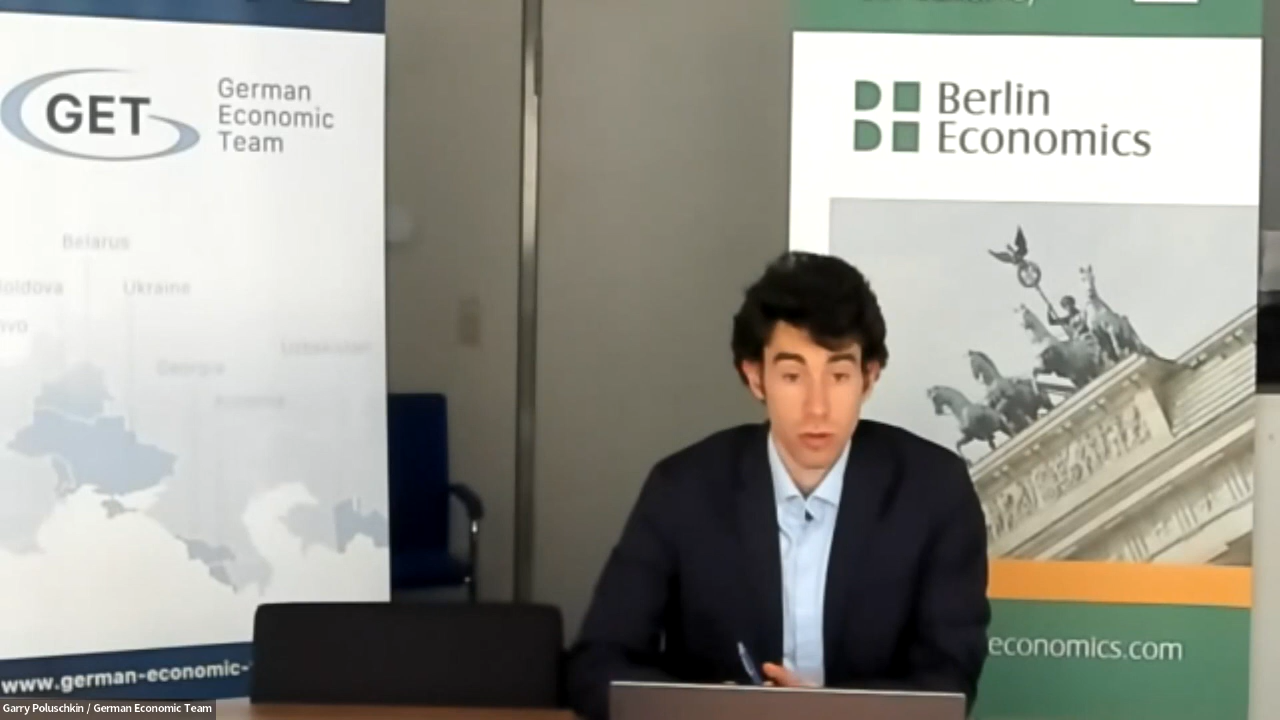 GET
German
Economic
Team
Belarus
Ukraine
Georgia
www.german-economic-
Berlin
Economics
economics.com
Garry Poluschkin / German Economic Team